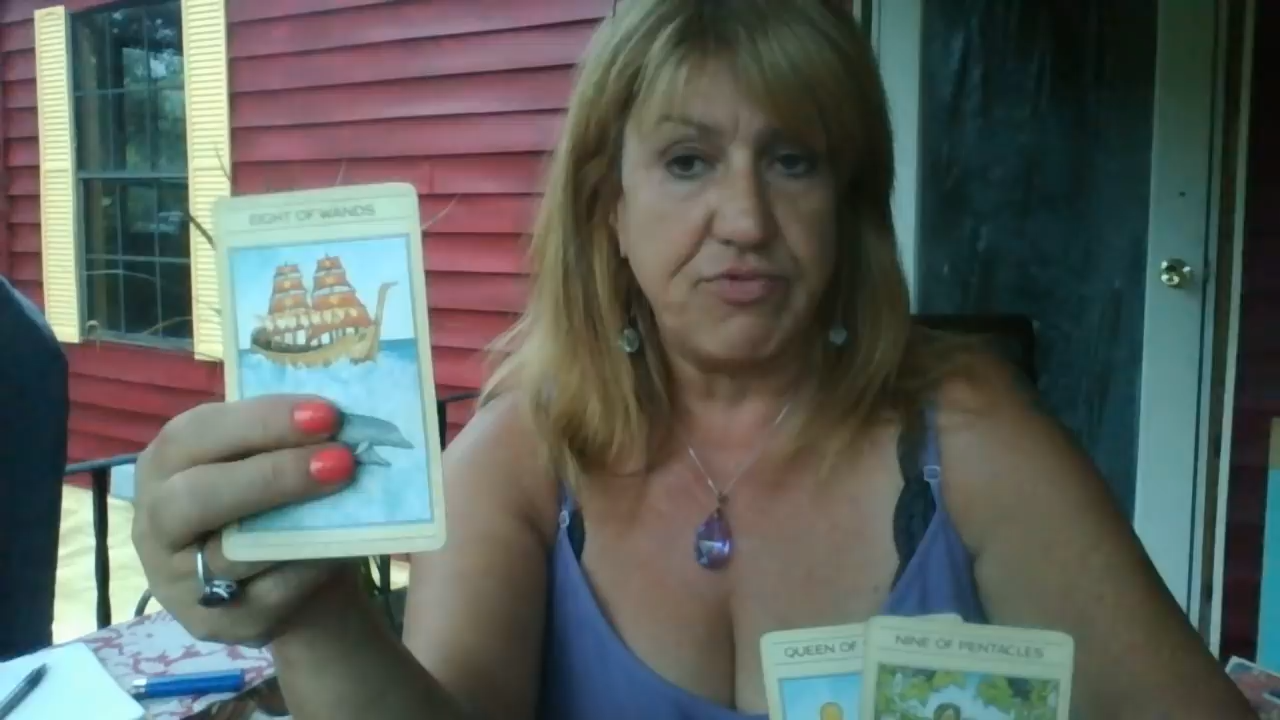 EIGHT OF WANDS
QUEEN OF
NINE OF PENTACLES